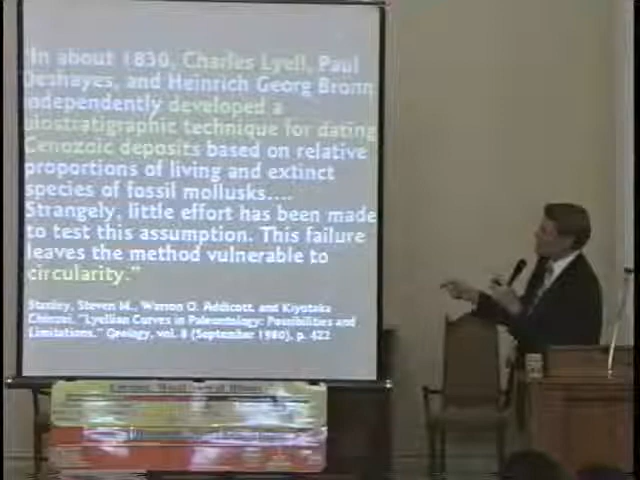 "In about 1830, Charles Lyell, Paul
Deshayes, and Heinrich Georg Bronn
independently developed a
biostratigraphic technique for dating
Cenozoic deposits based on relative
proportions of living and extinct
species of fossil mollusks....
Strangely, little effort has been made
to test this assumption. This failure
leaves the method vulnerable to
circularity."
Stanley, Steven M., Warren O. Addicott, and Kiyotaka
Chinzei, "Lyellian Curves in Paleontology: Possibilities and
Limitations," Geology, vol. 8 (September 1980), p. 422